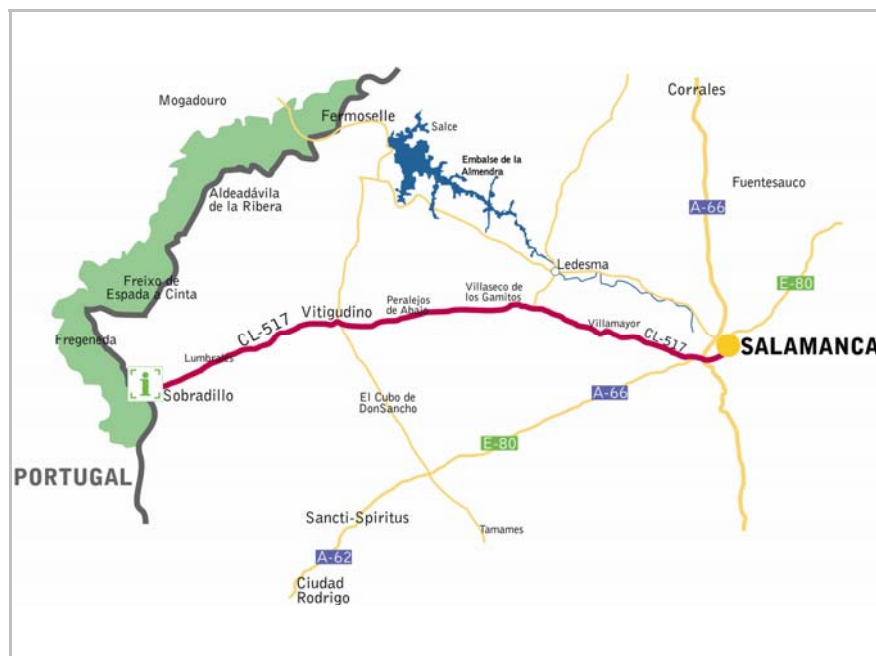 Mogadouro
Fermoselle
Salce
Corrales
Embalse de la
Almendra
Fuentesauco
Aldeadávila
de la Ribera
A-66
Ledesma
E-80
Freixo de
Espada à Cinta
Villaseco de
los Gamitos
Peralejos
de Abajo
Vitigudino
CL-517
Villamayor
CL-517
SALAMANCA
Fregeneda
Lumbrales
i
Sobradillo
A-66
El Cubo de
DonSancho
E-80
PORTUGAL
Sancti-Spiritus
Tamames
A-62
Ciudad
Rodrigo